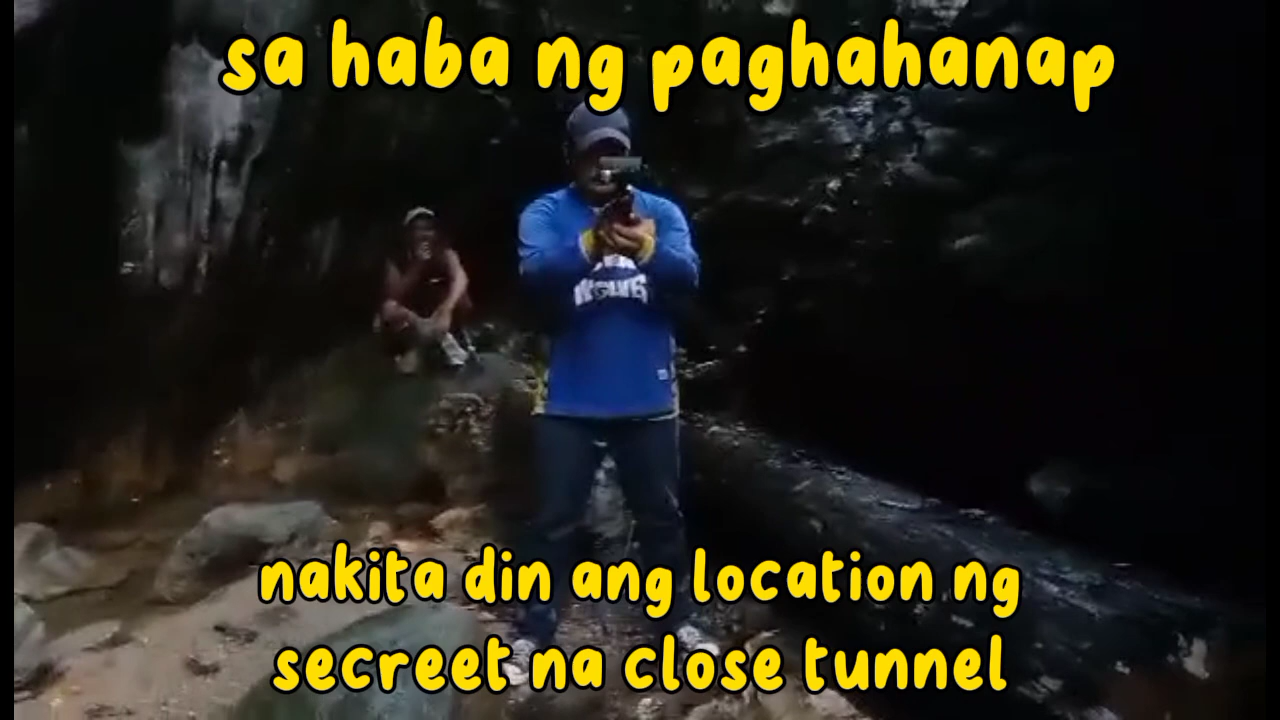 sa haba ng paghahanap
nakita din ang location ng
secreet na close tunnel